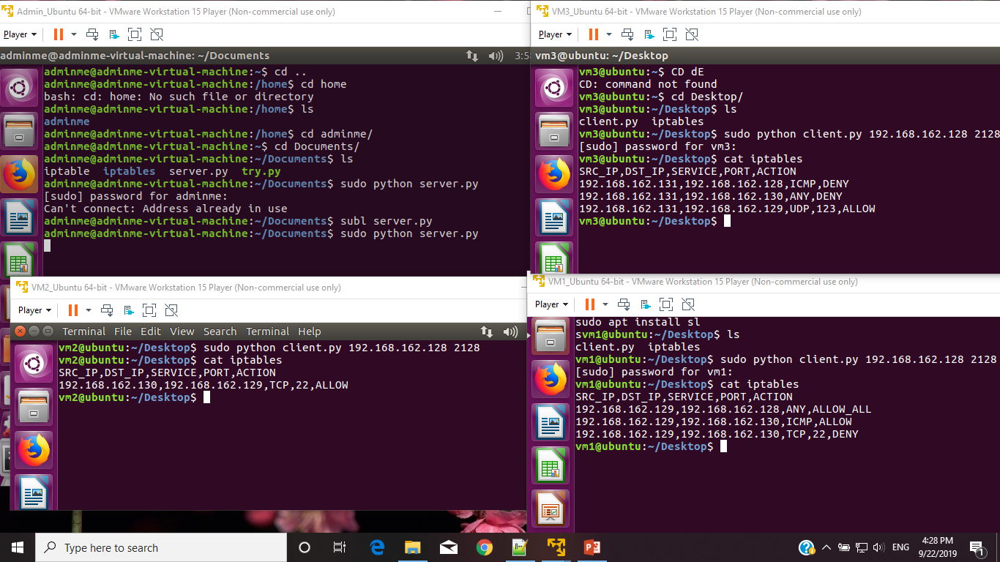 Admin_Ubuntu 64-bit - VMware Workstation 15 Player (Non-commercial use only)
Player
adminme@adminme-virtual-machine: ~/Documents
3:5
adminme@adminme-virtual-machine:~$ cd ..
adminme@adminme-virtual-machine:/home$ cd home
bash: cd: home: No such file or directory
adminme@adminme-virtual-machine:/home$ ls
adminme
adminme@adminme-virtual-machine:/home$ cd adminme/
adminme@adminme-virtual-machine:~$ cd Documents/
adminme@adminme-virtual-machine:~/Documents$ ls
iptable  iptables  server.py  try.py
adminme@adminme-virtual-machine:~/Documents$ sudo python server.py
[sudo] password for adminme:
Can't connect: Address already in use
adminme@adminme-virtual-machine:~/Documents$ subl server.py
adminme@adminme-virtual-machine:~/Documents$ sudo python server.py
VM3_Ubuntu 64-bit - VMware Workstation 15 Player (Non-commercial use only)
Player
vm3@ubuntu: ~/Desktop
vm3@ubuntu:~$ CD dE
CD: command not found
vm3@ubuntu:~$ cd Desktop/
vm3@ubuntu:~/Desktop$ ls
client.py  iptables
vm3@ubuntu:~/Desktop$ sudo python client.py 192.168.162.128 2128
[sudo] password for vm3:
vm3@ubuntu:~/Desktop$ cat iptables
SRC_IP,DST_IP,SERVICE,PORT,ACTION
192.168.162.131,192.168.162.128,ICMP,DENY
192.168.162.131,192.168.162.130,ANY,DENY
192.168.162.131,192.168.162.129,UDP,123,ALLOW
vm3@ubuntu:~/Desktop$
VM2_Ubuntu 64-bit - VMware Workstation 15 Player (Non-commercial use only)
Player
Terminal File Edit View Search Terminal Help
vm2@ubuntu:~/Desktop$ sudo python client.py 192.168.162.128 2128
vm2@ubuntu:~/Desktop$ cat iptables
SRC_IP,DST_IP,SERVICE,PORT,ACTION
192.168.162.130,192.168.162.129,TCP,22,ALLOW
vm2@ubuntu:~/Desktop$
VM1_Ubuntu 64-bit - VMware Workstation 15 Player (Non-commercial use only)
Player
sudo apt install sl
svm1@ubuntu:~/Desktop$ ls
client.py  iptables
vm1@ubuntu:~/Desktop$ sudo python client.py 192.168.162.128 2128
[sudo] password for vm1:
vm1@ubuntu:~/Desktop$ cat iptables
SRC_IP,DST_IP,SERVICE,PORT,ACTION
192.168.162.129,192.168.162.128,ANY,ALLOW_ALL
192.168.162.129,192.168.162.130,ICMP,ALLOW
192.168.162.129,192.168.162.130,TCP,22,DENY
vm1@ubuntu:~/Desktop$
Type here to search
ENG
4:28 PM
9/22/2019
1